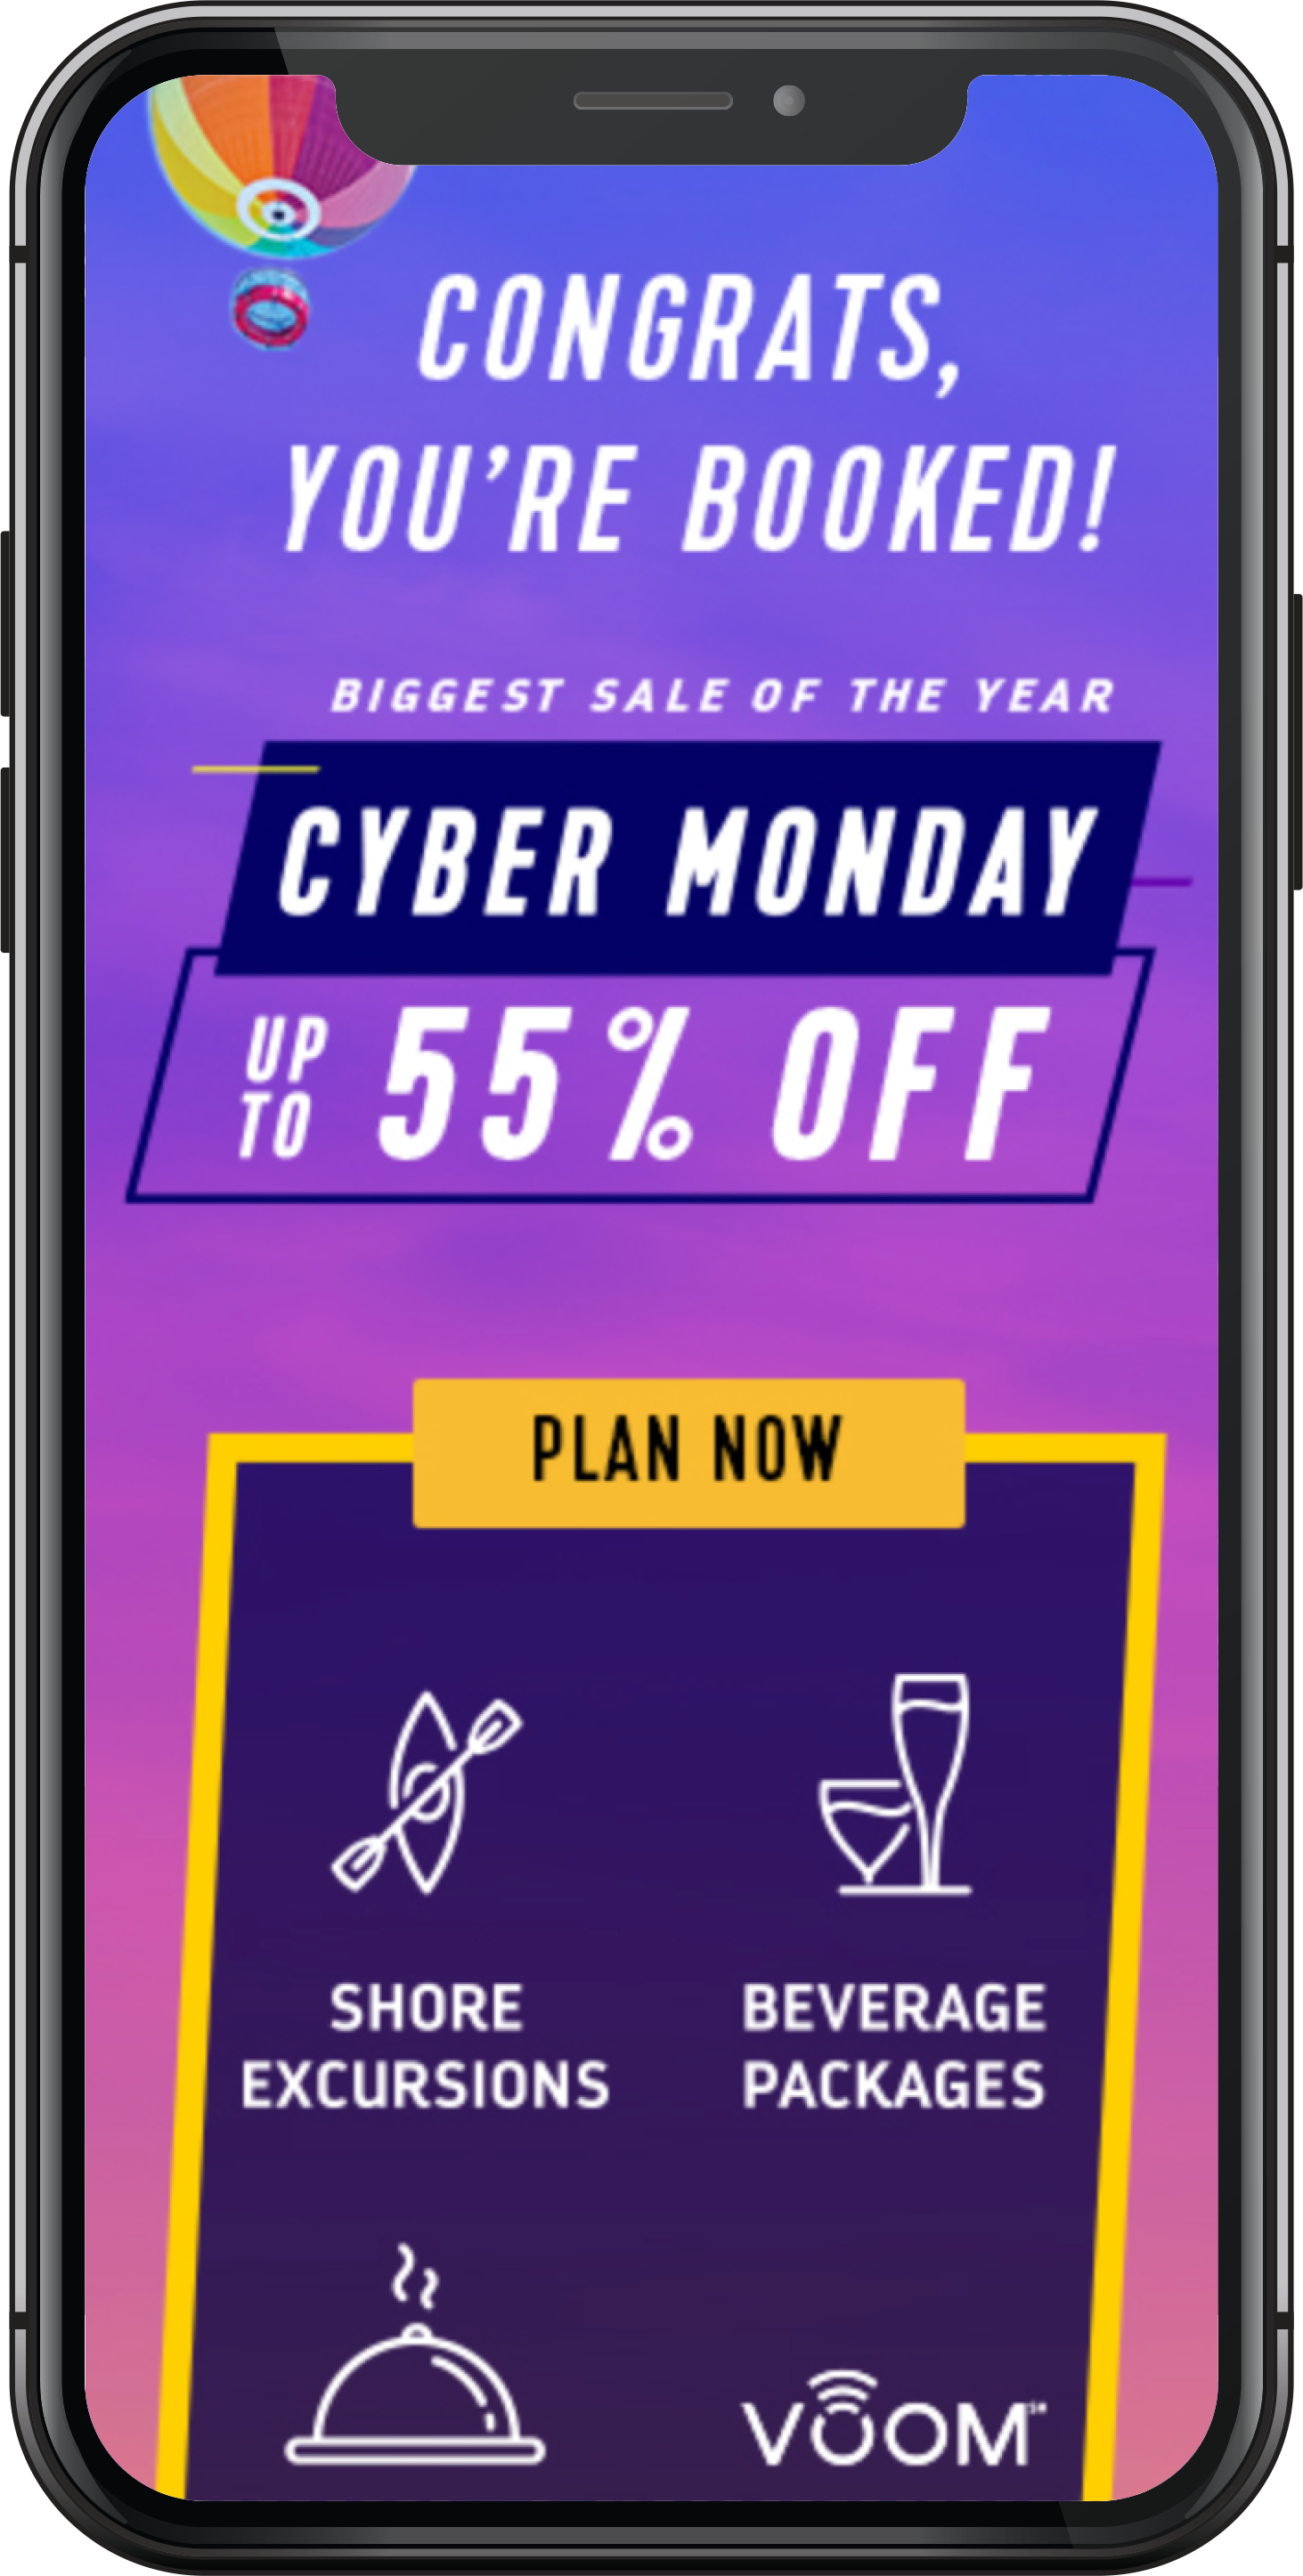 CONGRATS,
YOU'RE BOOKED!
BIGGEST SALE OF THE YEAR
CYBER MONDAY
UP TO 55% OFF
PLAN NOW
SHORE EXCURSIONS
BEVERAGE PACKAGES
VOOM℠